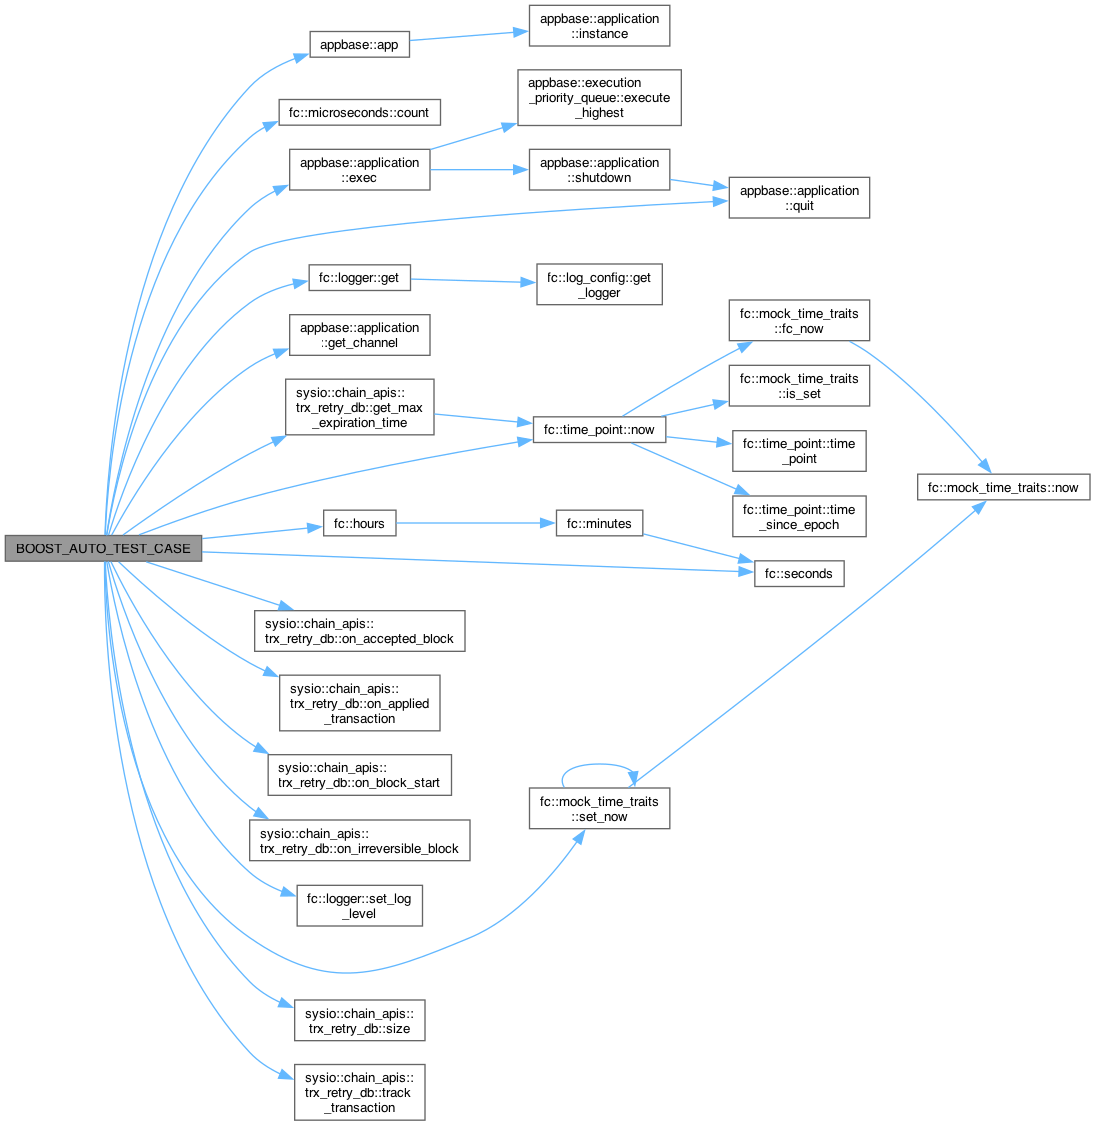 appbase::app
appbase::application
::instance
fc::microseconds::count
appbase::execution
_priority_queue::execute
_highest
appbase::application
::exec
appbase::application
::shutdown
appbase::application
::quit
fc::logger::get
fc::log_config::get
_logger
appbase::application
::get_channel
fc::mock_time_traits
::fc_now
sysio::chain_apis::
trx_retry_db::get_max
_expiration_time
fc::mock_time_traits
::is_set
fc::time_point::now
fc::time_point::time
_point
fc::mock_time_traits::now
fc::hours
fc::minutes
fc::time_point::time
_since_epoch
BOOST_AUTO_TEST_CASE
fc::seconds
sysio::chain_apis::
trx_retry_db::on_accepted_block
sysio::chain_apis::
trx_retry_db::on_applied
_transaction
sysio::chain_apis::
trx_retry_db::on_block_start
fc::mock_time_traits
::set_now
sysio::chain_apis::
trx_retry_db::on_irreversible_block
fc::logger::set_log
_level
sysio::chain_apis::
trx_retry_db::size
sysio::chain_apis::
trx_retry_db::track
_transaction